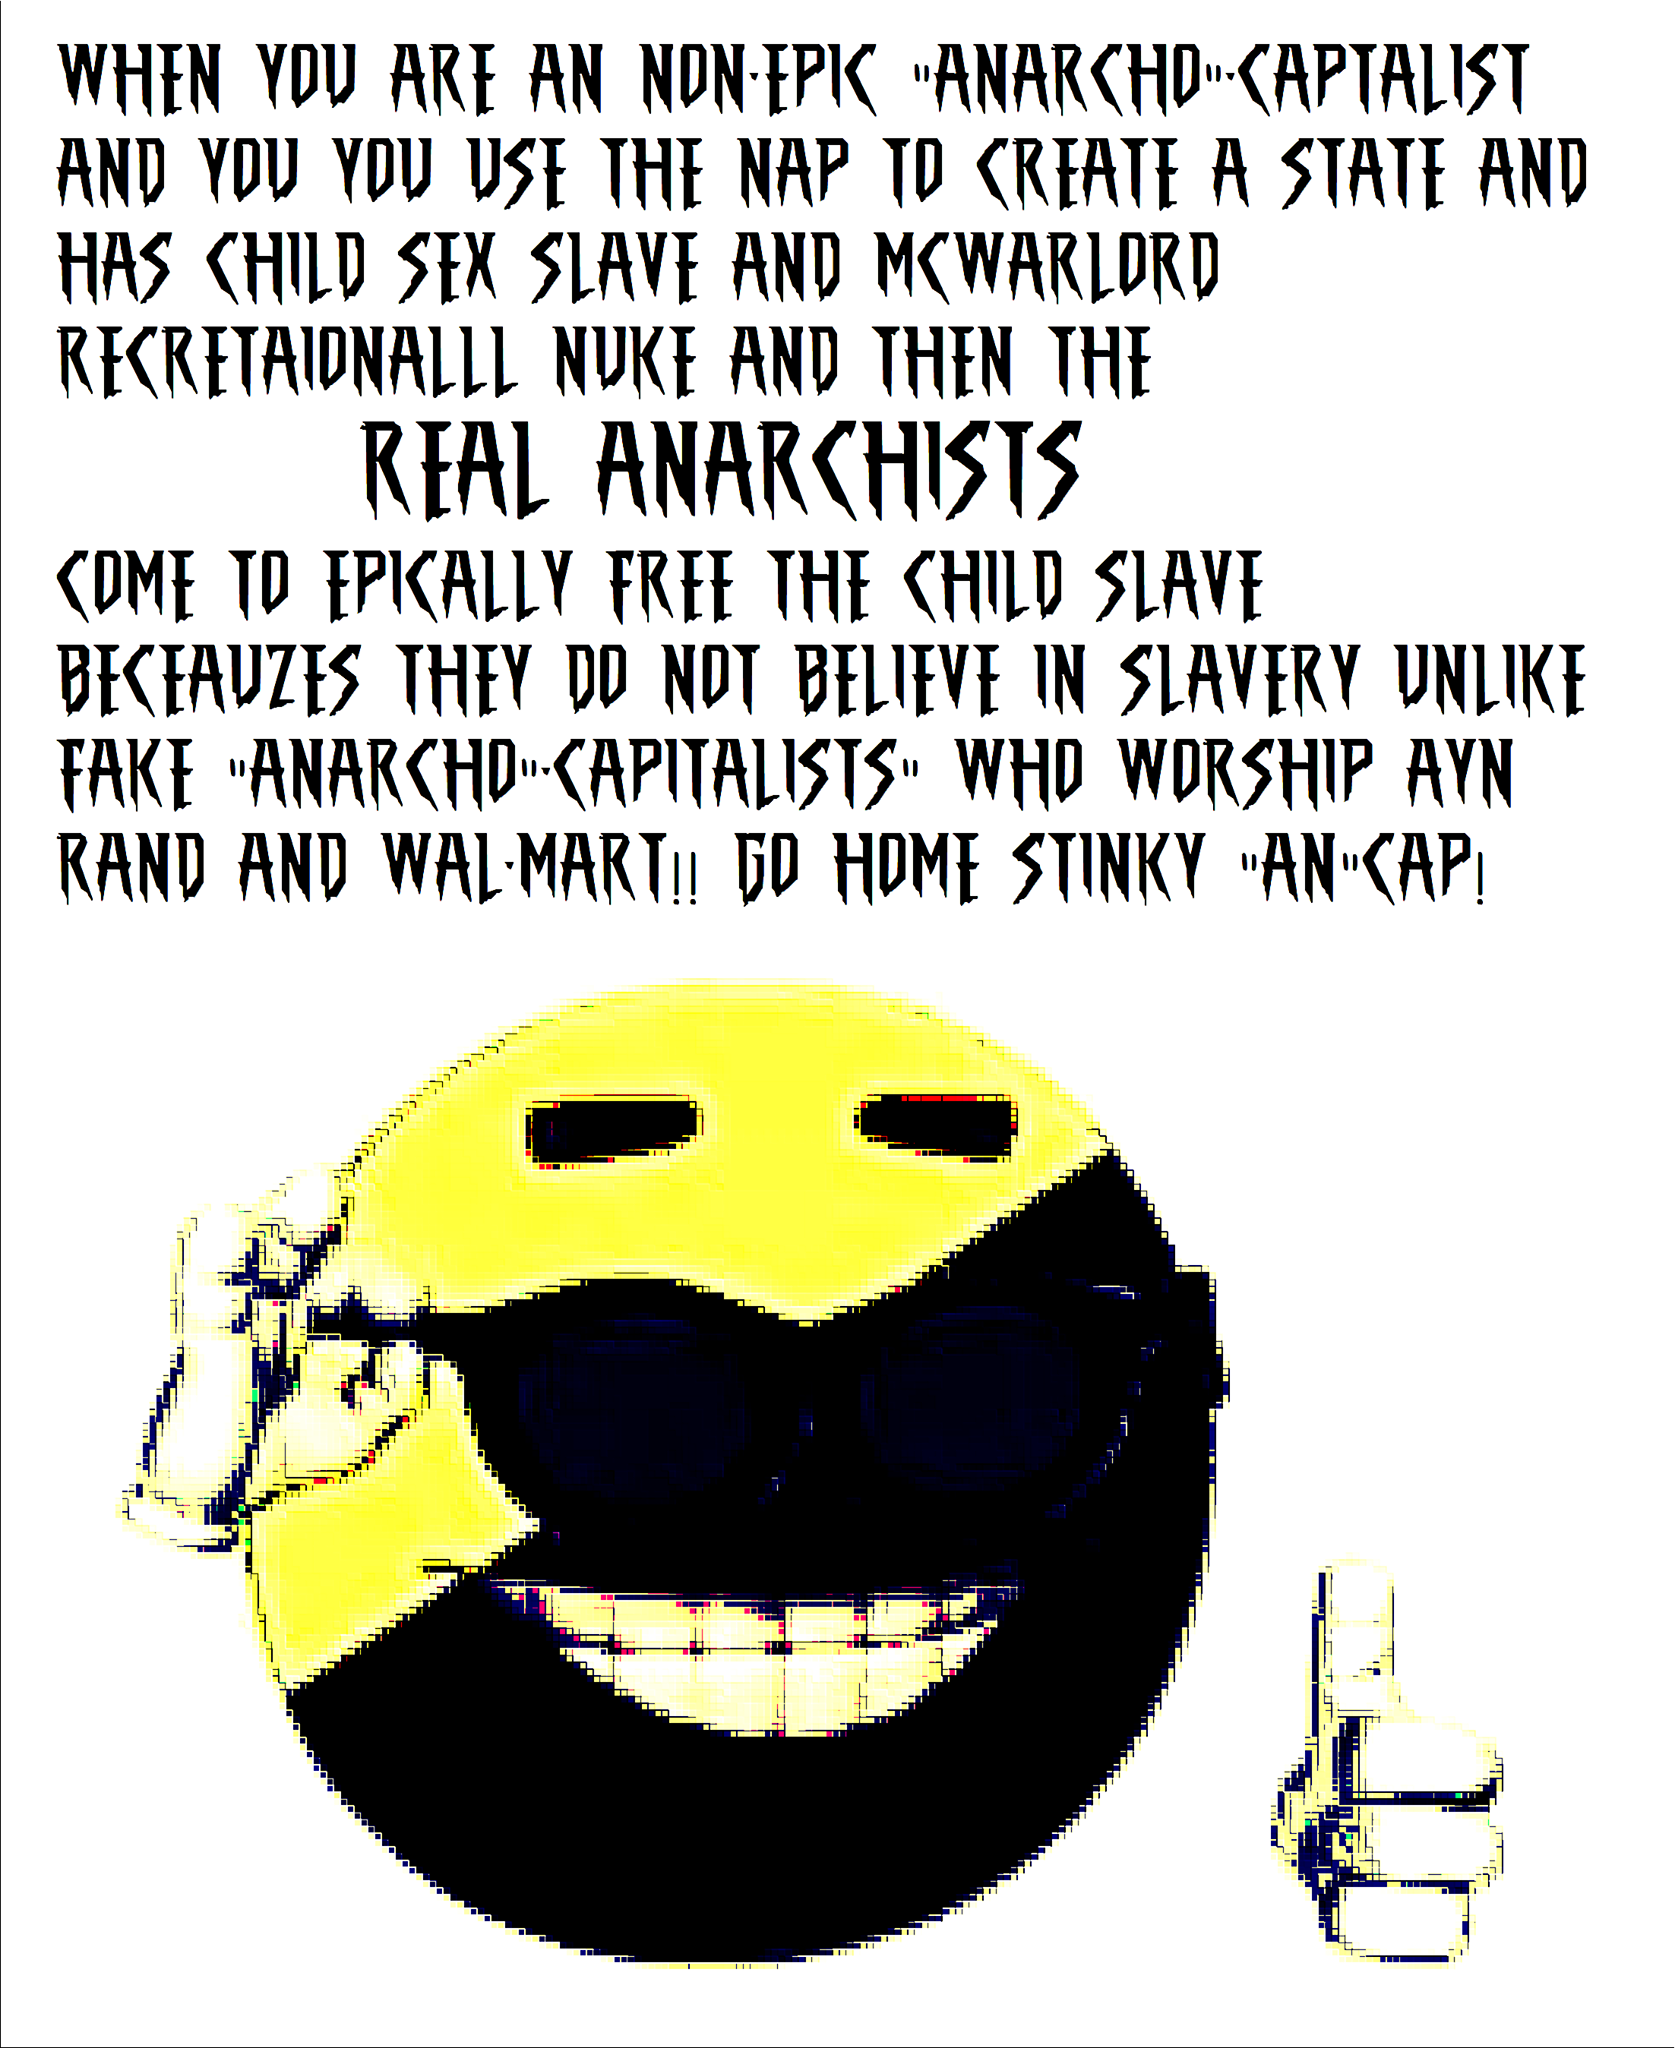 WHEN YOU ARE AN NON-EPIC "ANARCHO"-CAPTALIST
AND YOU YOU USE THE NAP TO CREATE A STATE AND
HAS CHILD SEX SLAVE AND MCWARLORD
RECRETAIONALLL NUKE AND THEN THE
REAL ANARCHISTS
COME TO EPICALLY FREE THE CHILD SLAVE
BECEAUZES THEY DO NOT BELIEVE IN SLAVERY UNLIKE
FAKE "ANARCHO"-CAPITALISTS" WHO WORSHIP AYN
RAND AND WAL-MART!! GO HOME STINKY "AN"CAP!